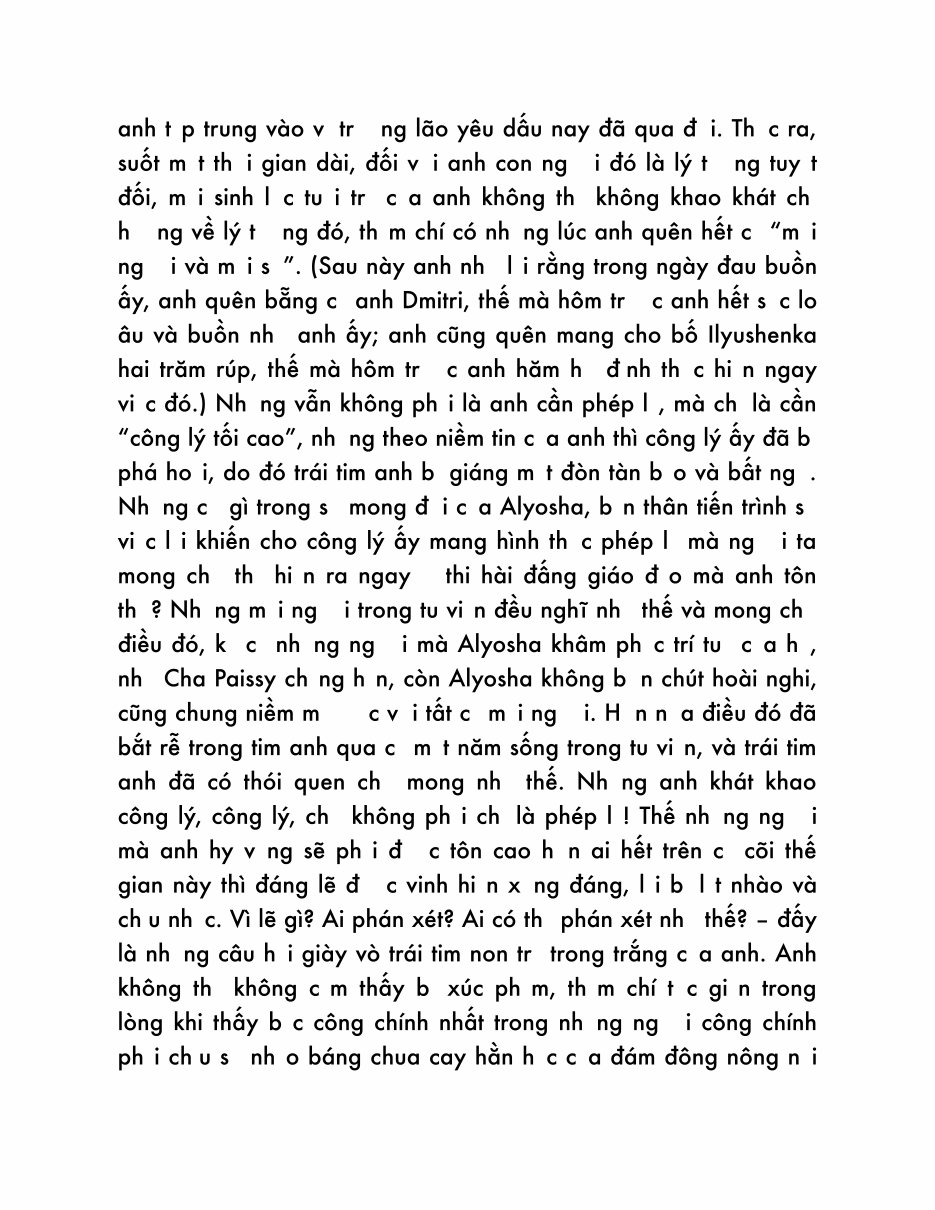 anh t p trung vào v tr ng lão yêu dấu nay đã qua đ i. Th c ra,
suốt m t th i gian dài, đối v i anh con ng i đó là lý t ng tuy t
đối, m i sinh l c tu i tr c a anh không th không khao khát ch
h ng về lý t ng đó, th m chí có nh ng lúc anh quên hết c “m i
ng i và m i s ”. (Sau này anh nh l i rằng trong ngày đau buồn
ấy, anh quên bẵng c anh Dmitri, thế mà hôm tr c anh hết s c lo
âu và buồn nh anh ấy; anh cũng quên mang cho bố Ilyushenka
hai trăm rúp, thế mà hôm tr c anh hăm h đ nh th c hi n ngay
vi c đó.) Nh ng vẫn không ph i là anh cần phép l , mà ch là cần
“công lý tối cao”, nh ng theo niềm tin c a anh thì công lý ấy đã b
phá ho i, do đó trái tim anh b giáng m t đòn tàn b o và bất ng .
Nh ng c gì trong s mong đ i c a Alyosha, b n thân tiến trình s
vi c l i khiến cho công lý ấy mang hình th c phép l mà ng i ta
mong ch th hi n ra ngay thi hài đấng giáo đ o mà anh tôn
th ? Nh ng m i ng i trong tu vi n đều nghĩ nh thế và mong ch
điều đó, k c nh ng ng i mà Alyosha khâm ph c trí tu c a h ,
nh Cha Paissy ch ng h n, còn Alyosha không b n chút hoài nghi,
cũng chung niềm m c v i tất c m i ng i. H n n a điều đó đã
bắt rễ trong tim anh qua c m t năm sống trong tu vi n, và trái tim
anh đã có thói quen ch mong nh thế. Nh ng anh khát khao
công lý, công lý, ch không ph i ch là phép l ! Thế nh ng ng i
mà anh hy v ng sẽ ph i đ c tôn cao h n ai hết trên c cõi thế
gian này thì đáng lẽ đ c vinh hi n x ng đáng, l i b l t nhào và
ch u nh c. Vì lẽ gì? Ai phán xét? Ai có th phán xét nh thế? – đấy
là nh ng câu h i giày vò trái tim non tr trong trắng c a anh. Anh
không th không c m thấy b xúc ph m, th m chí t c gi n trong
lòng khi thấy b c công chính nhất trong nh ng ng i công chính
ph i ch u s nh o báng chua cay hằn h c c a đám đông nông n i